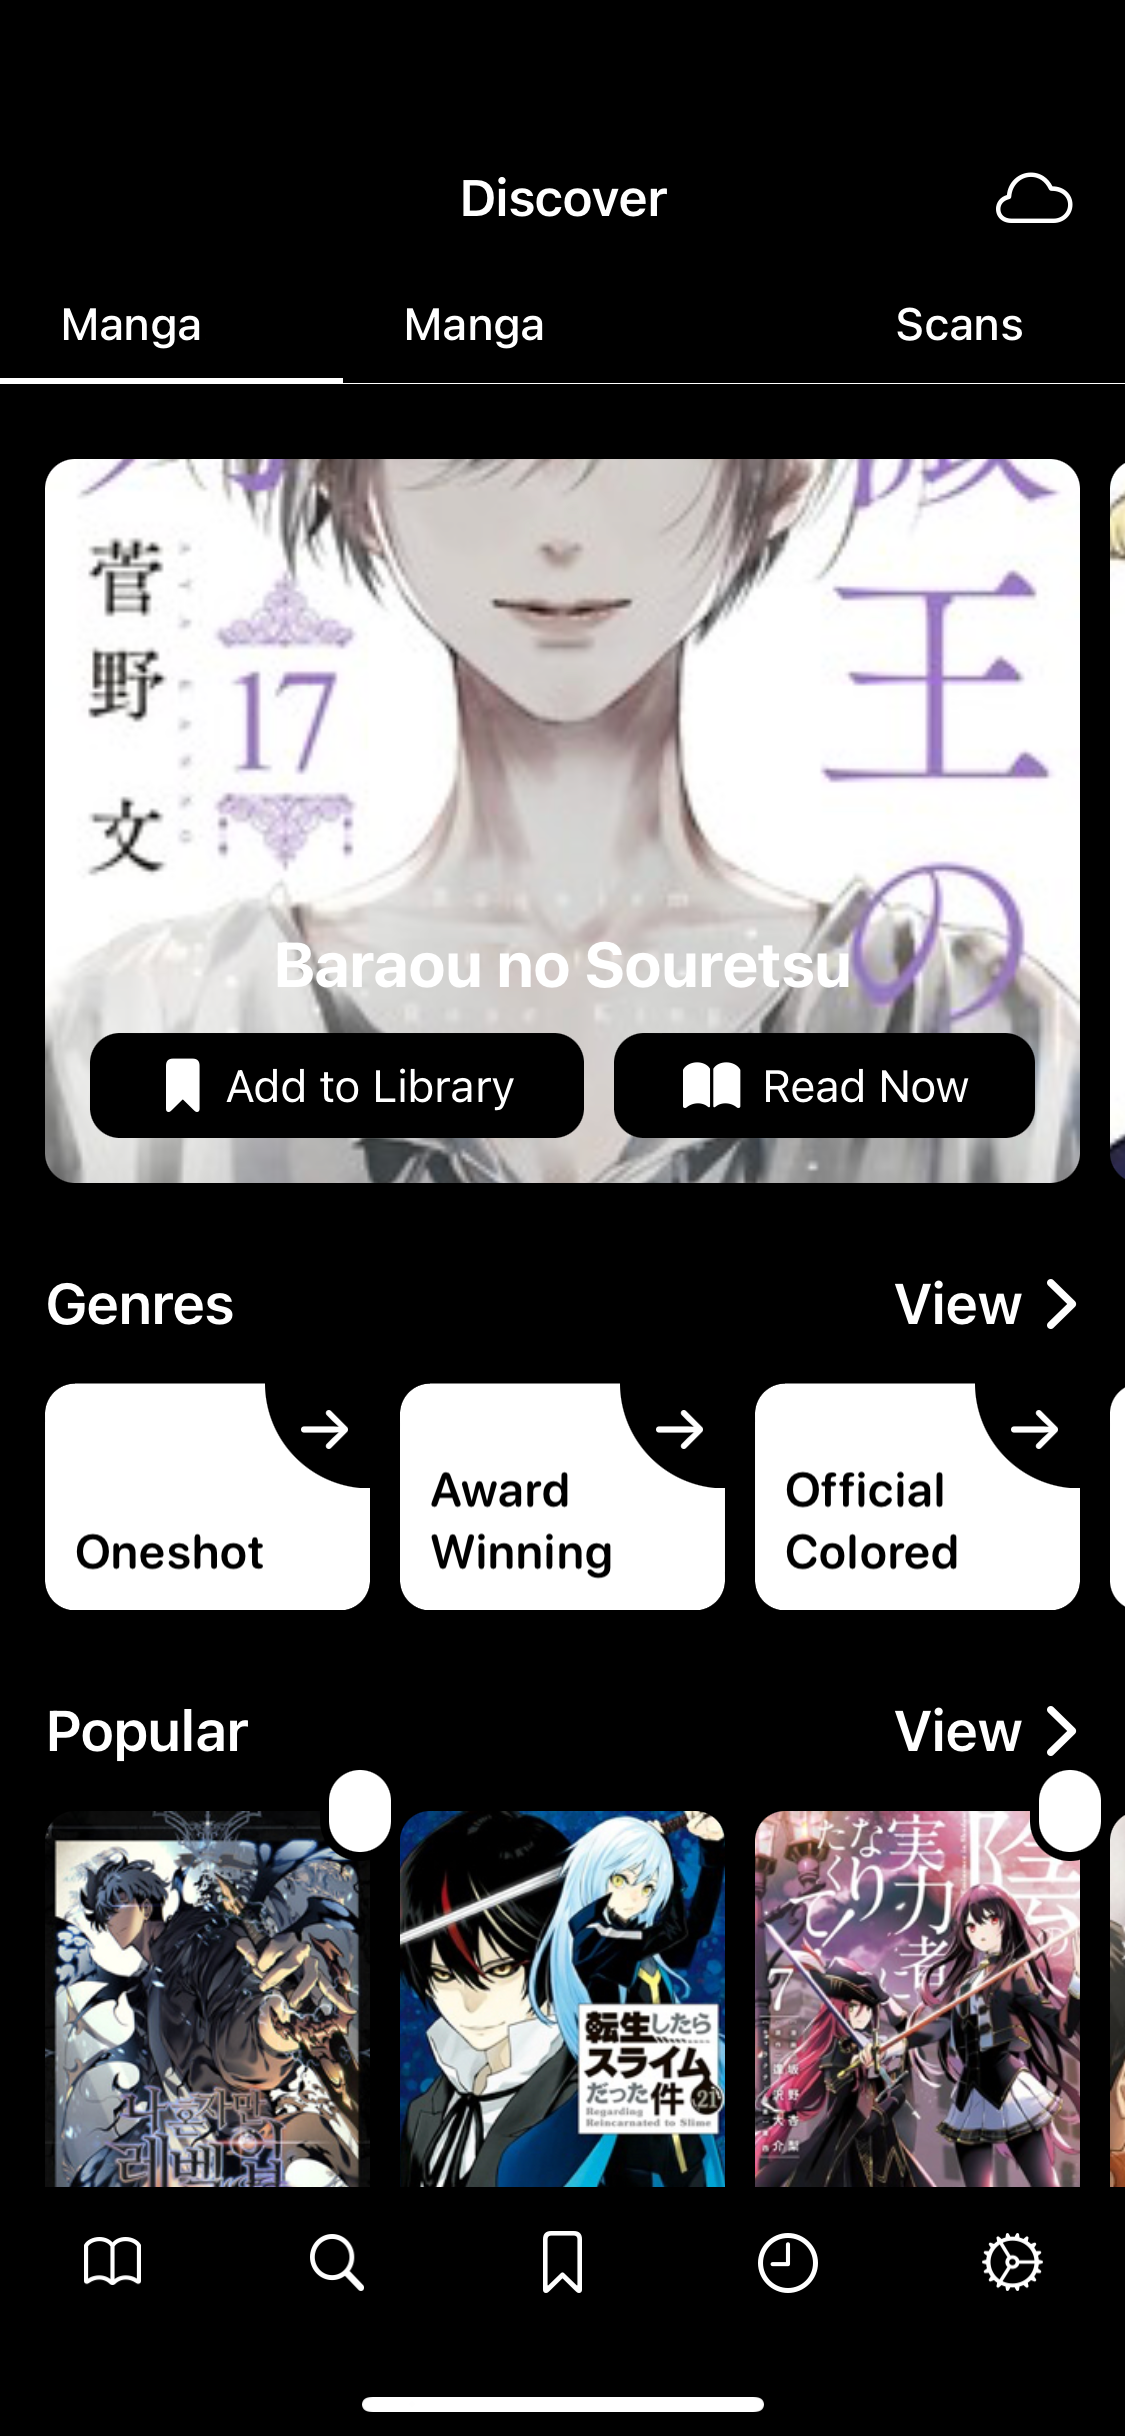 Discover
Manga
Manga
Scans
王の
17
菅野 文
Baraou no Souretsu
Add to Library
Read Now
Genres
View
Oneshot
Award
Winning
Official
Colored
Popular
View
나 혼자만
레벨업
転生したら
スライム
だった件
21
Regarding
Reincarnated to Slime
陰の
実力者に
なり
たくて!
7